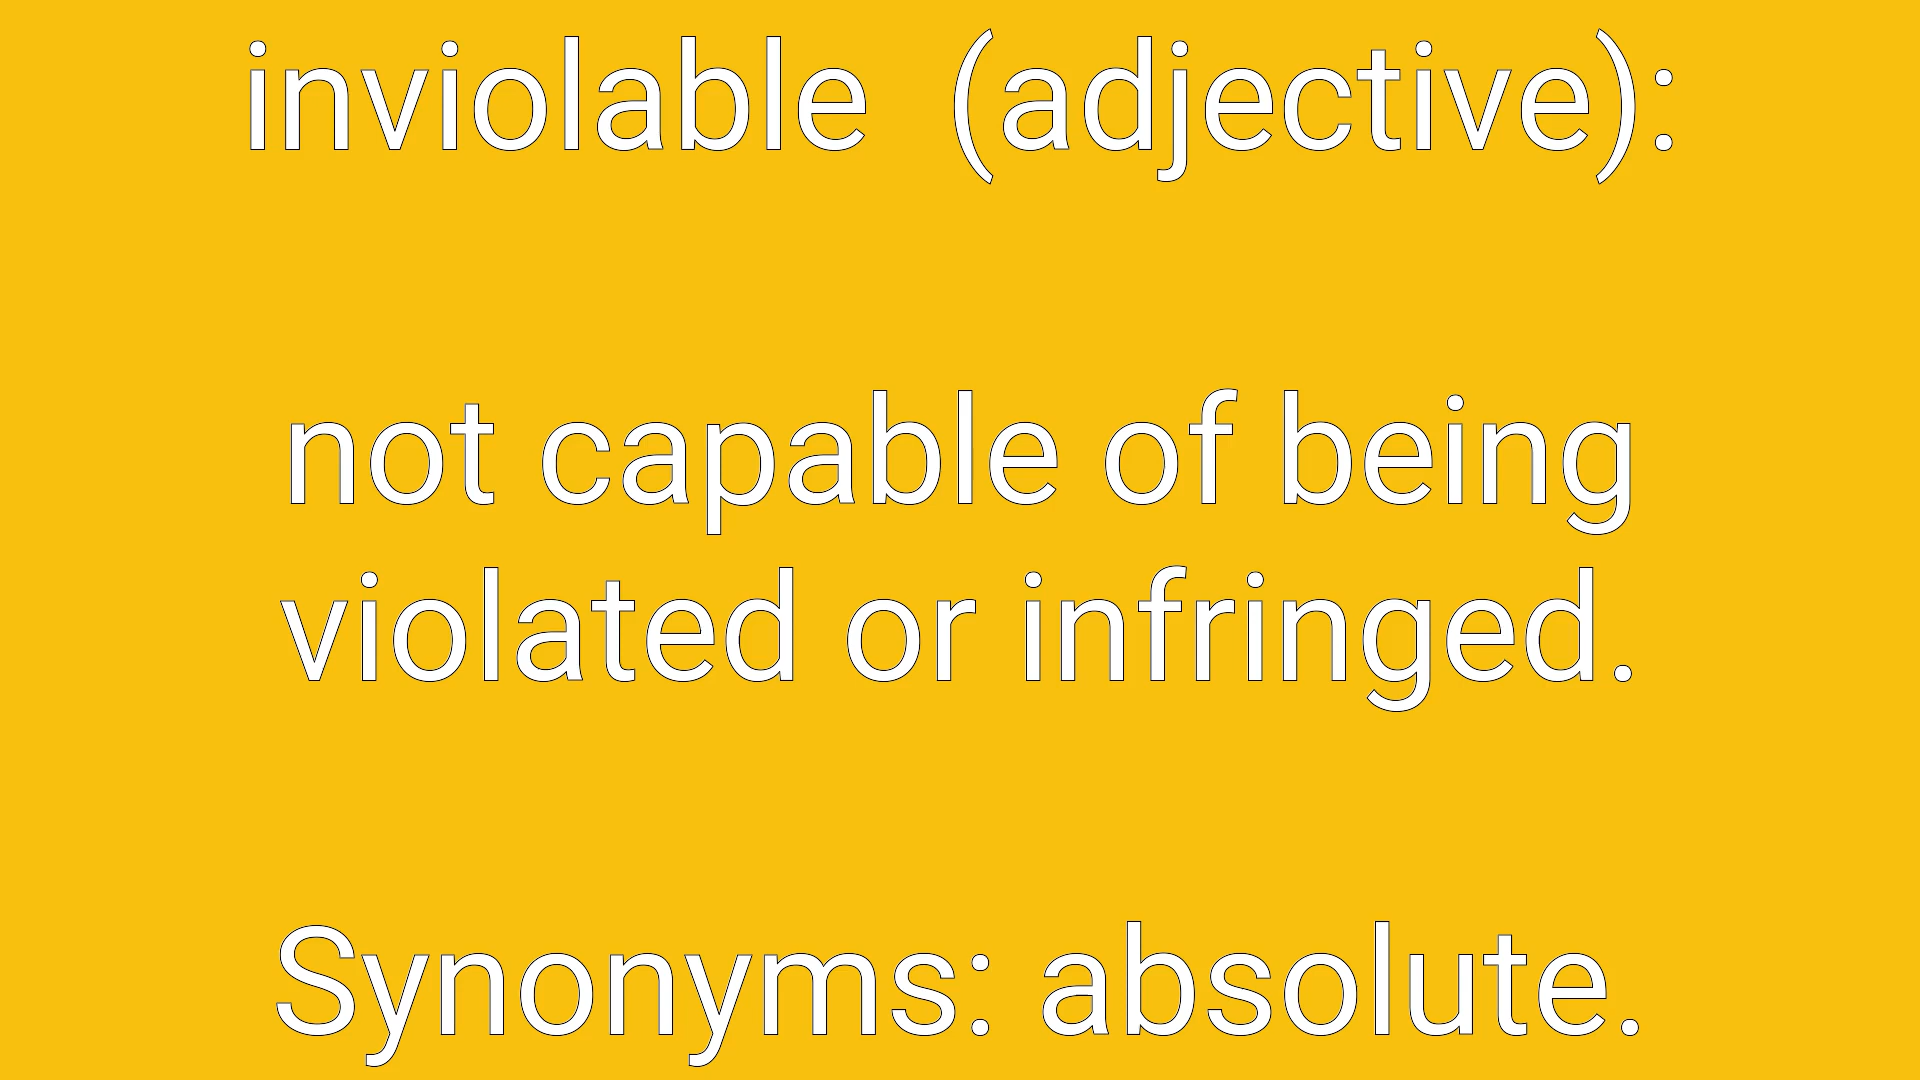 inviolable  (adjective):
not capable of being
violated or infringed.
Synonyms: absolute.